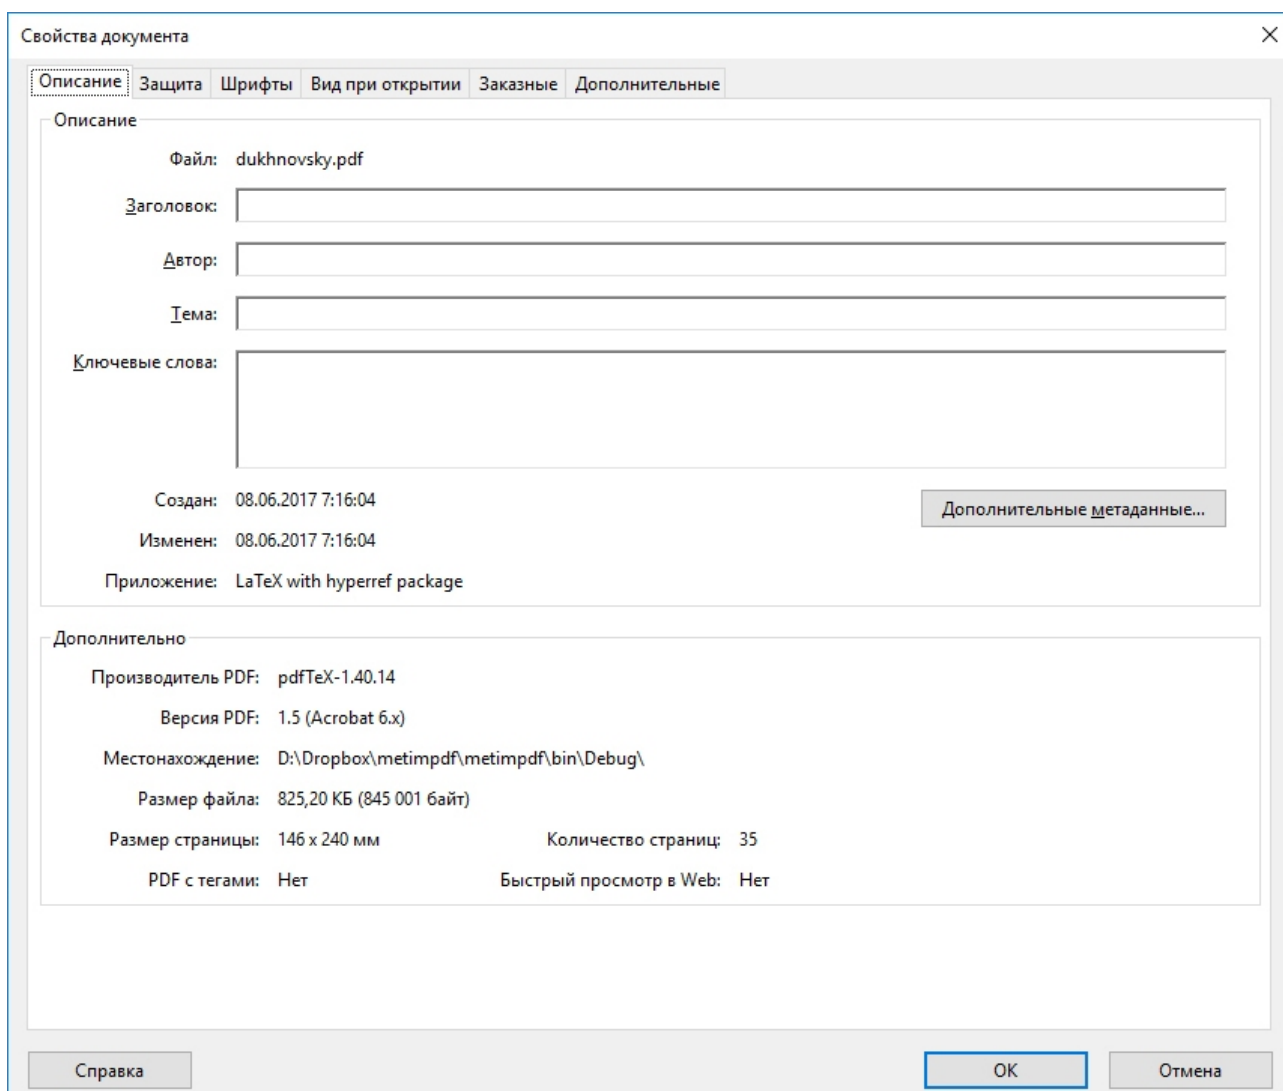 Свойства документа
Описание Защита Шрифты Вид при открытии Заказные Дополнительные
Описание
Файл: dukhnovsky.pdf
Заголовок:
Автор:
Тема:
Ключевые слова:
Создан: 08.06.2017 7:16:04
Дополнительные метаданные...
Изменен: 08.06.2017 7:16:04
Приложение: LaTeX with hyperref package
Дополнительно
Производитель PDF: pdfTeX-1.40.14
Версия PDF: 1.5 (Acrobat 6.x)
Местонахождение: D:\Dropbox\metimpdf\metimpdf\bin\Debug\
Размер файла: 825,20 КБ (845 001 байт)
Размер страницы: 146 x 240 мм Количество страниц: 35
PDF с тегами: Нет Быстрый просмотр в Web: Нет
Справка ОК Отмена